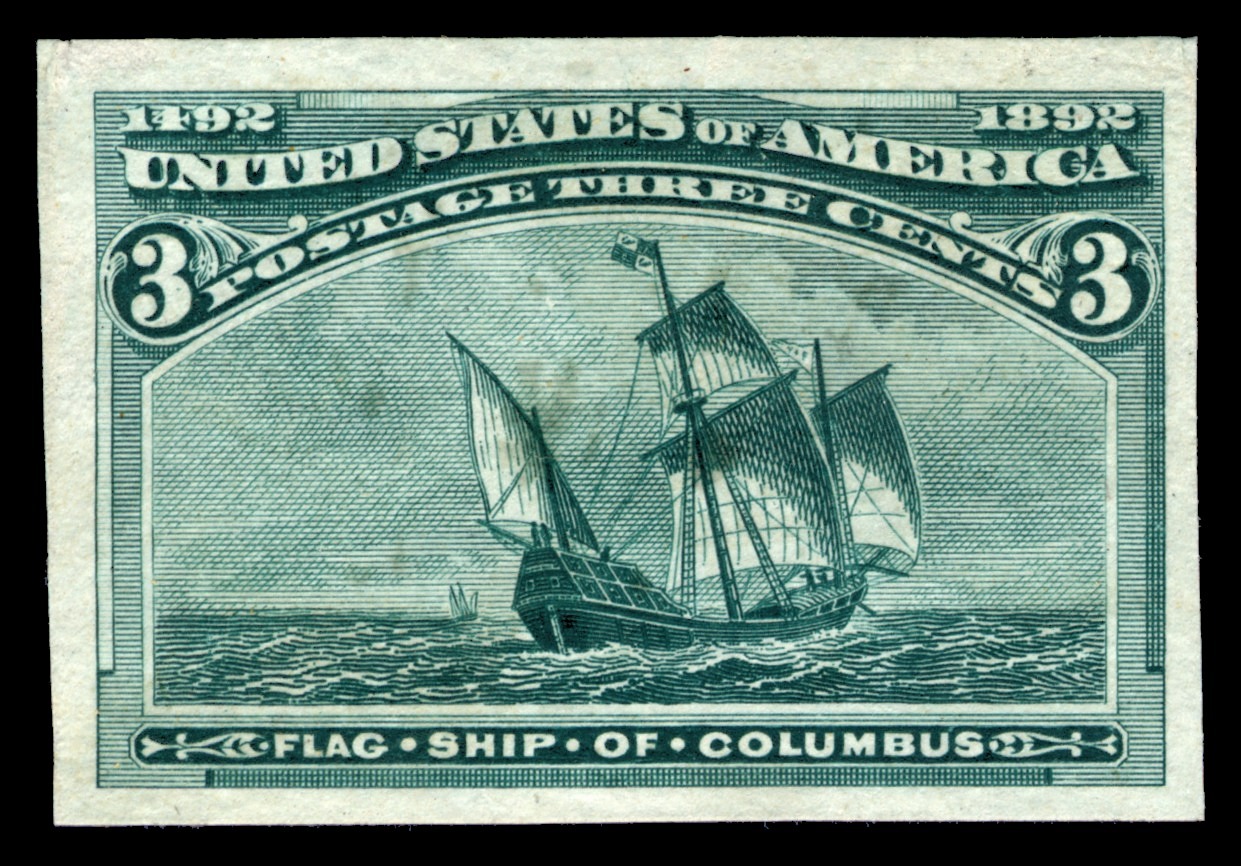 1492 1892
UNITED STATES OF AMERICA
POSTAGE THREE CENTS
3 3
FLAG • SHIP • OF • COLUMBUS